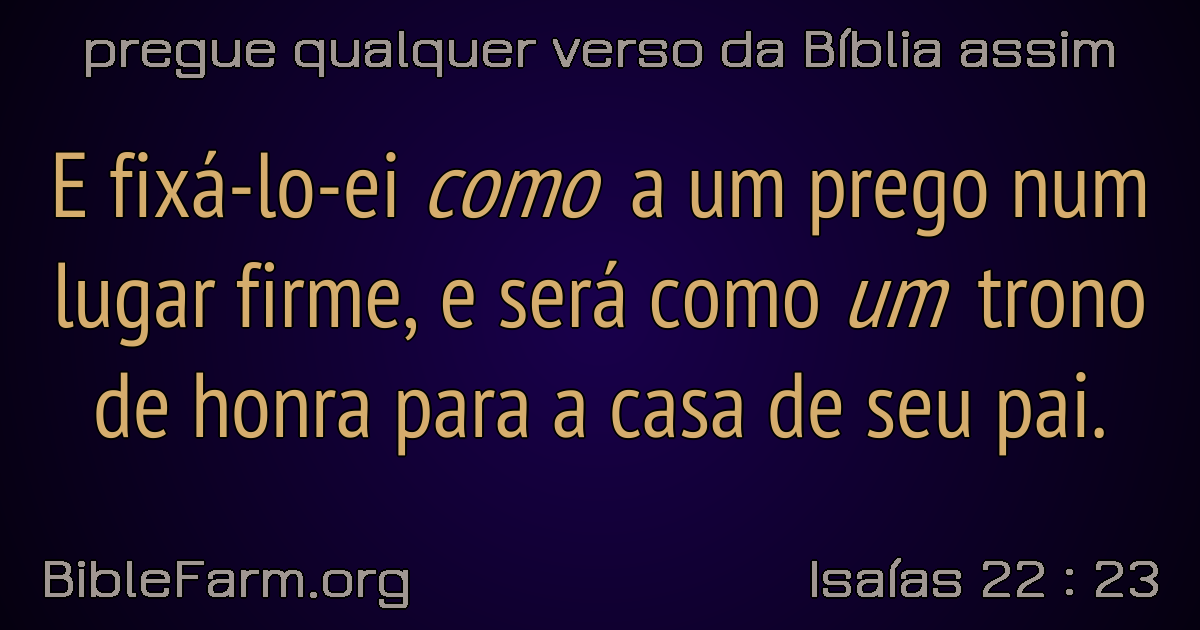 pregue qualquer verso da Bíblia assim
E fixá-lo-ei como a um prego num
lugar firme, e será como um trono
de honra para a casa de seu pai.
BibleFarm.org
Isaías 22 : 23